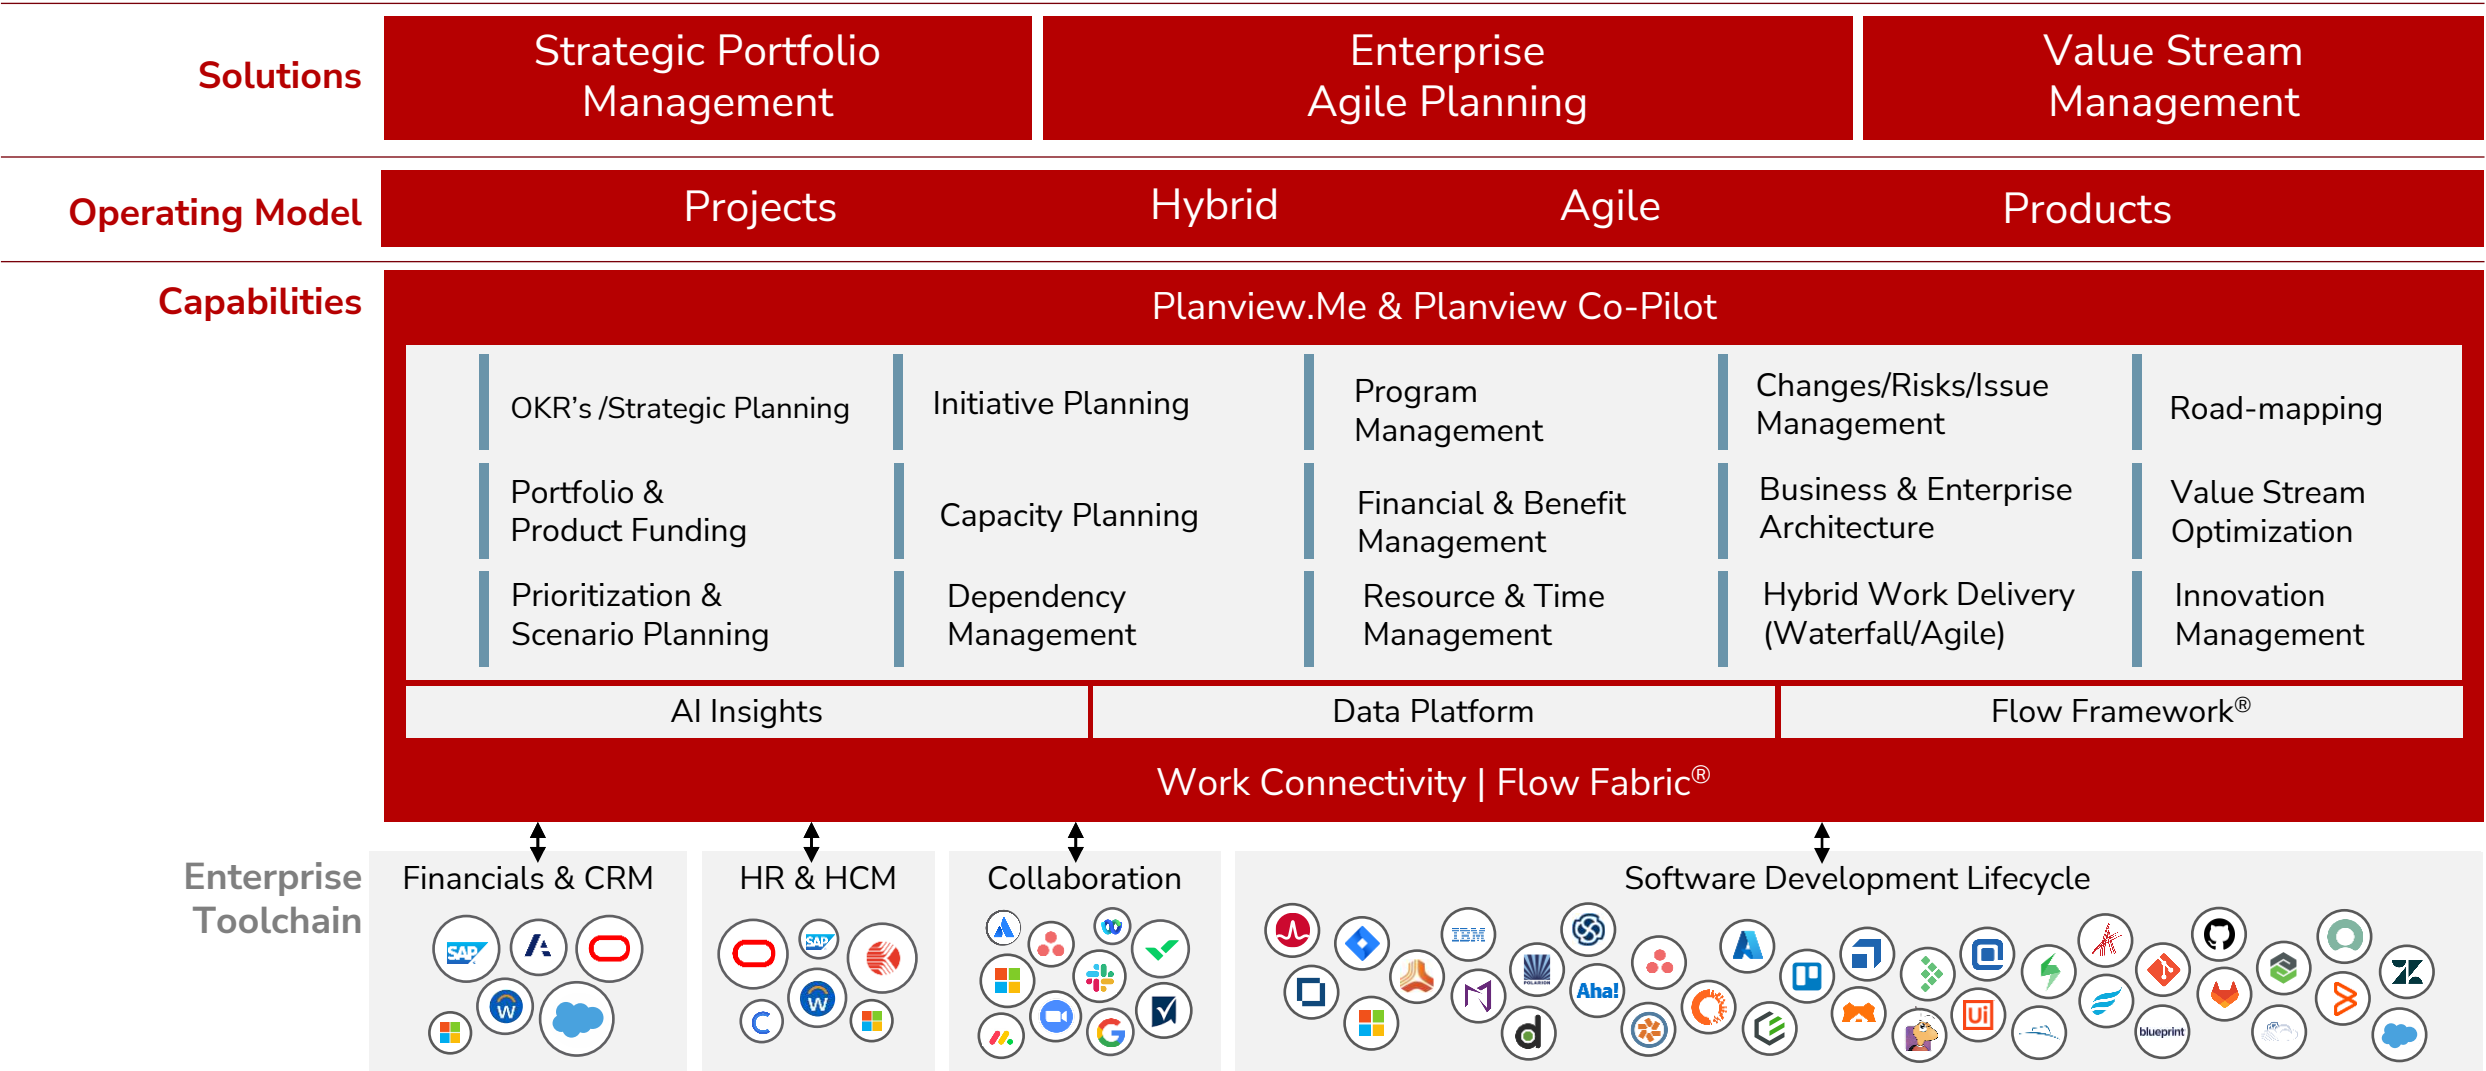 Solutions
Strategic Portfolio
Management
Enterprise
Agile Planning
Value Stream
Management
Operating Model
Projects
Hybrid
Agile
Products
Capabilities
Planview.Me & Planview Co-Pilot
OKR's /Strategic Planning
Initiative Planning
Program
Management
Changes/Risks/Issue
Management
Road-mapping
Portfolio &
Product Funding
Capacity Planning
Financial & Benefit
Management
Business & Enterprise
Architecture
Value Stream
Optimization
Prioritization &
Scenario Planning
Dependency
Management
Resource & Time
Management
Hybrid Work Delivery
(Waterfall/Agile)
Innovation
Management
AI Insights
Data Platform
Flow Framework®
Work Connectivity | Flow Fabric®
Enterprise
Toolchain
Financials & CRM
SAP
A
W
HR & HCM
SAP
W
C
Collaboration
G
Software Development Lifecycle
IBM
POLARION
Aha!
d
Ui
blueprint